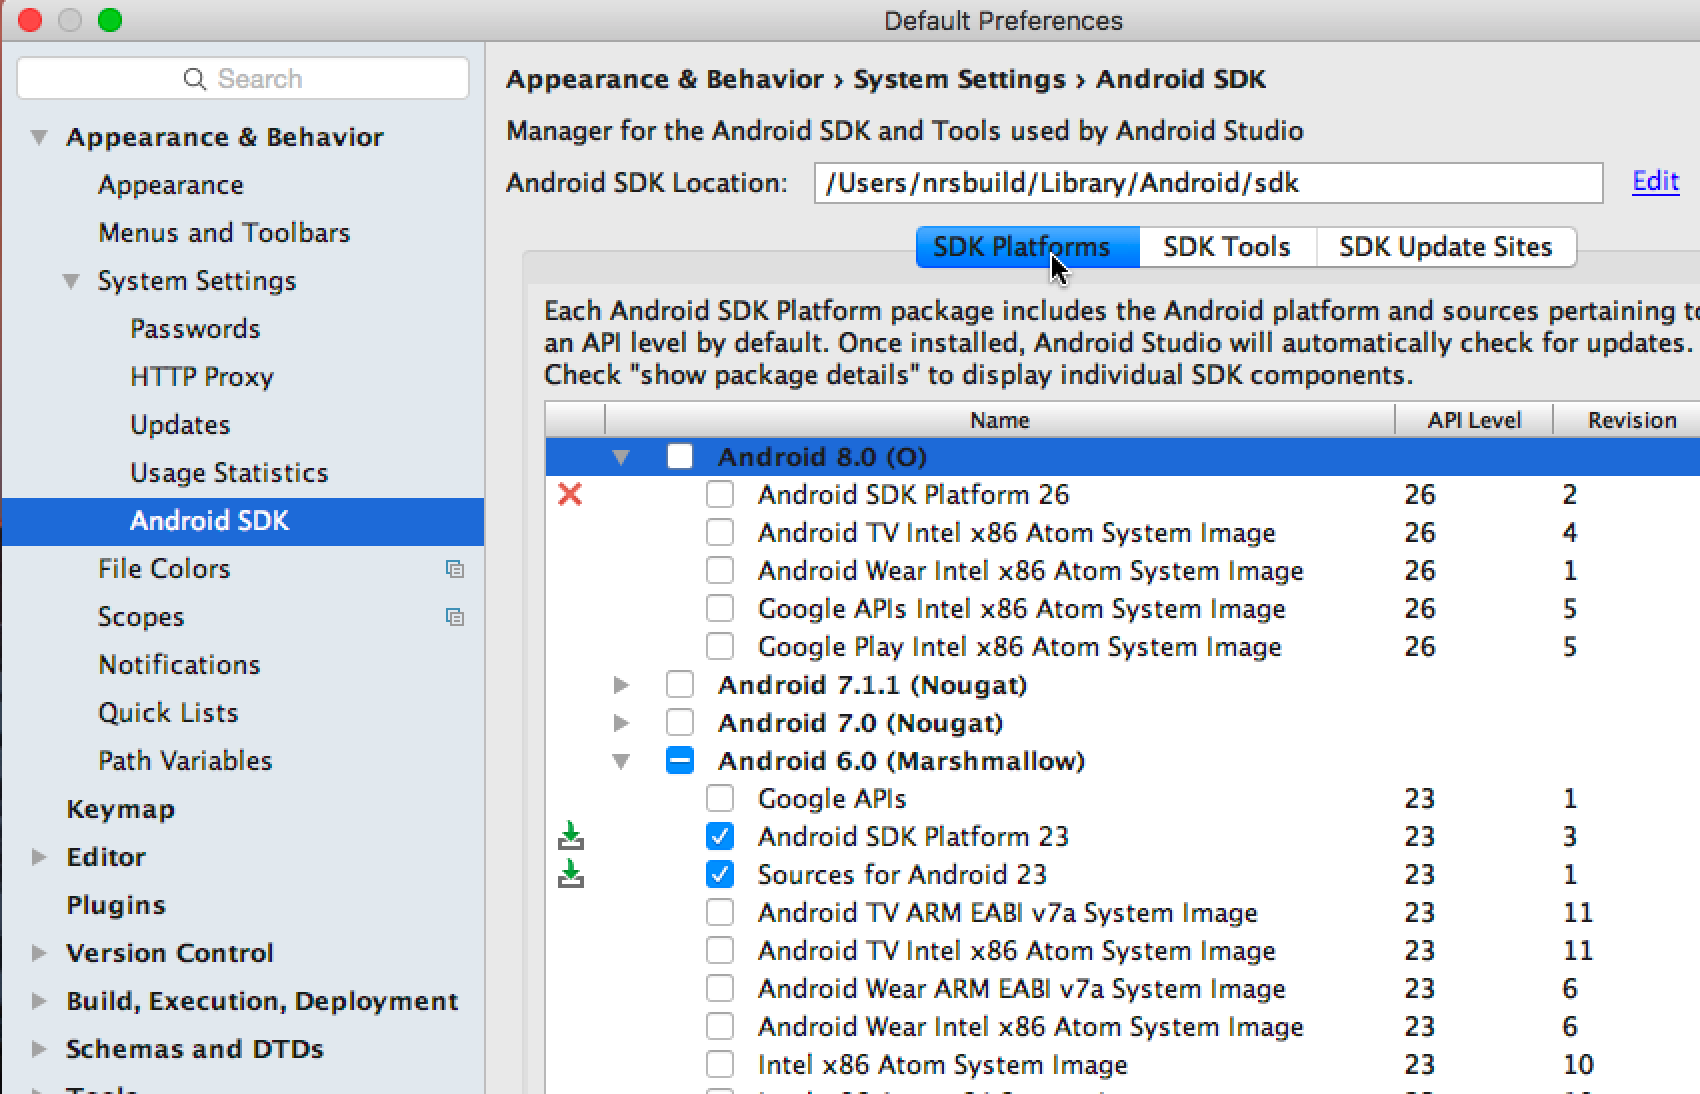 Default Preferences
Search
Appearance & Behavior
Appearance
Menus and Toolbars
System Settings
Passwords
HTTP Proxy
Updates
Usage Statistics
Android SDK
File Colors
Scopes
Notifications
Quick Lists
Path Variables
Keymap
Editor
Plugins
Version Control
Build, Execution, Deployment
Schemas and DTDs
Tools
Appearance & Behavior › System Settings › Android SDK
Manager for the Android SDK and Tools used by Android Studio
Android SDK Location: /Users/nrsbuild/Library/Android/sdk Edit
SDK Platforms SDK Tools SDK Update Sites
Each Android SDK Platform package includes the Android platform and sources pertaining to
an API level by default. Once installed, Android Studio will automatically check for updates.
Check "show package details" to display individual SDK components.
Name API Level Revision
Android 8.0 (O)
Android SDK Platform 26 26 2
Android TV Intel x86 Atom System Image 26 4
Android Wear Intel x86 Atom System Image 26 1
Google APIs Intel x86 Atom System Image 26 5
Google Play Intel x86 Atom System Image 26 5
Android 7.1.1 (Nougat)
Android 7.0 (Nougat)
Android 6.0 (Marshmallow)
Google APIs 23 1
Android SDK Platform 23 23 3
Sources for Android 23 23 1
Android TV ARM EABI v7a System Image 23 11
Android TV Intel x86 Atom System Image 23 11
Android Wear ARM EABI v7a System Image 23 6
Android Wear Intel x86 Atom System Image 23 6
Intel x86 Atom System Image 23 10